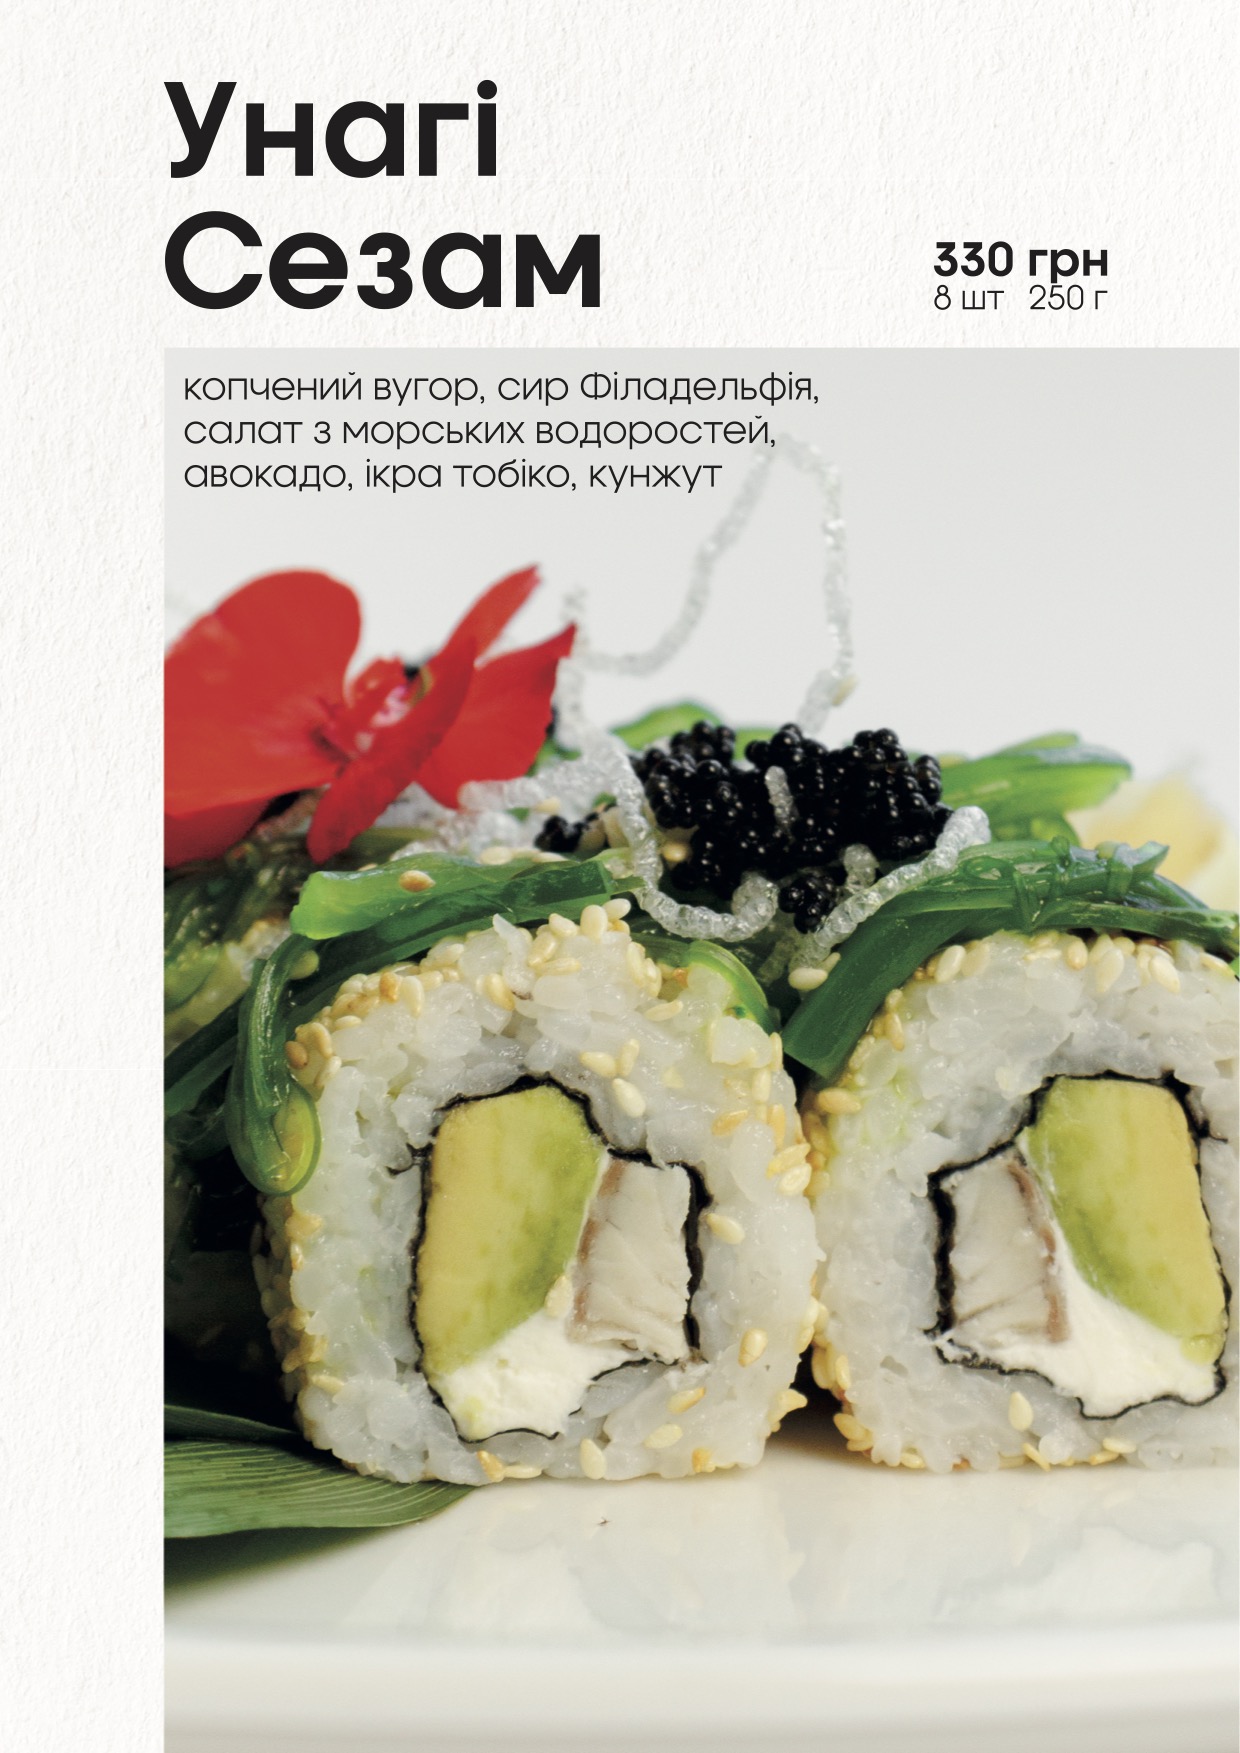 Унагі
Сезам
330 грн
8 шт 250 г
копчений вугор, сир Філадельфія,
салат з морських водоростей,
авокадо, ікра тобіко, кунжут